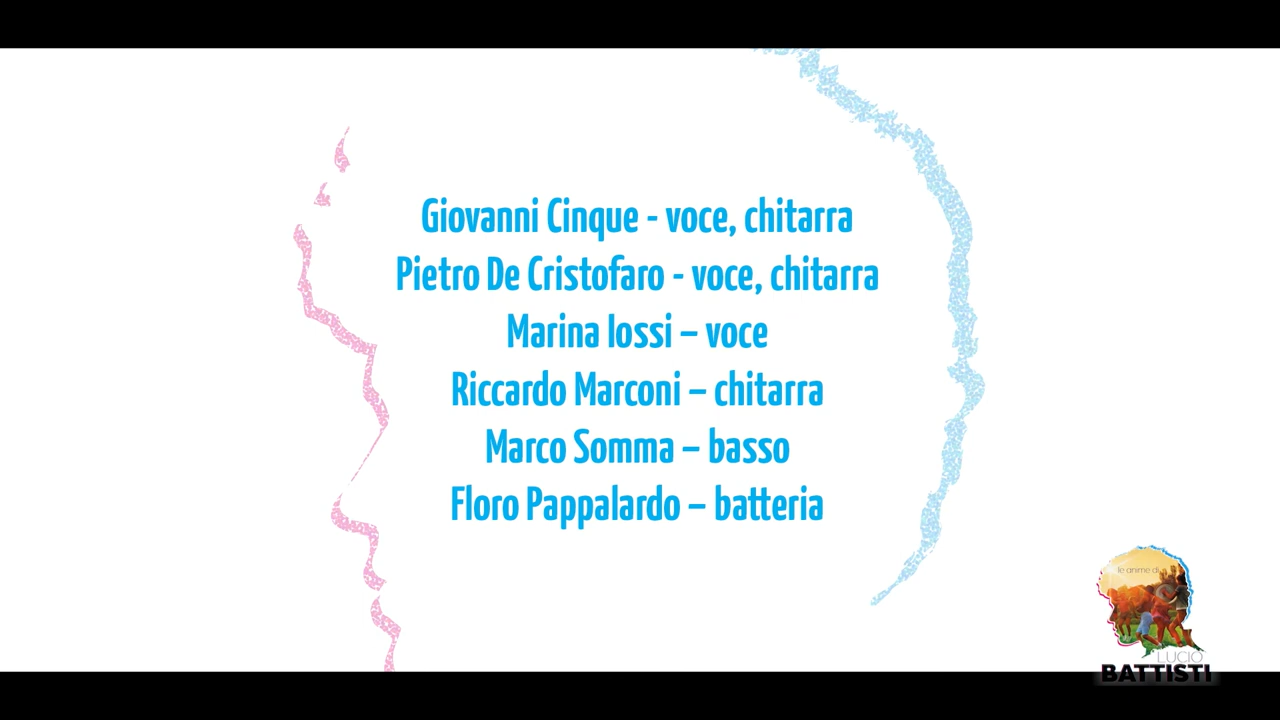 Giovanni Cinque - voce, chitarra
Pietro De Cristofaro - voce, chitarra
Marina Iossi – voce
Riccardo Marconi – chitarra
Marco Somma – basso
Floro Pappalardo – batteria
le anime di
LUCIO
BATTISTI